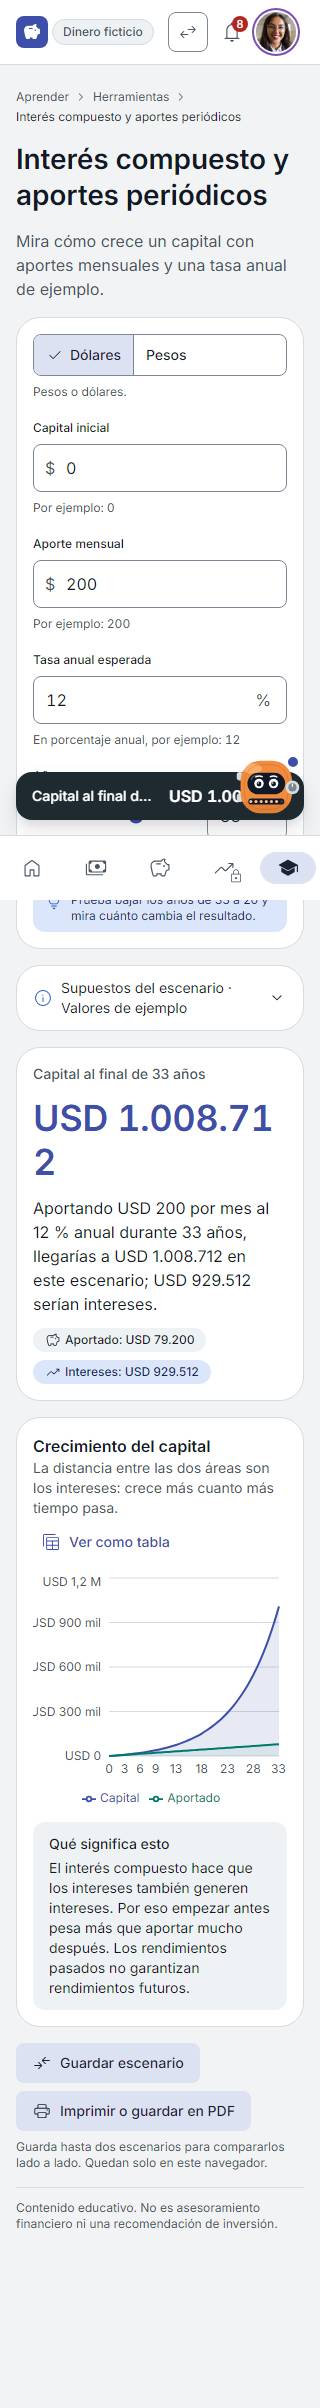 Dinero ficticio
8
Aprender > Herramientas >
Interés compuesto y aportes periódicos
Interés compuesto y
aportes periódicos
Mira cómo crece un capital con
aportes mensuales y una tasa anual
de ejemplo.
Dólares
Pesos
Pesos o dólares.
Capital inicial
$ 0
Por ejemplo: 0
Aporte mensual
$ 200
Por ejemplo: 200
Tasa anual esperada
12 %
En porcentaje anual, por ejemplo: 12
Capital al final d... USD 1.00
Prueba bajar los años de 33 a 20 y
mira cuánto cambia el resultado.
Supuestos del escenario ·
Valores de ejemplo
Capital al final de 33 años
USD 1.008.71
2
Aportando USD 200 por mes al
12 % anual durante 33 años,
llegarías a USD 1.008.712 en
este escenario; USD 929.512
serían intereses.
Aportado: USD 79.200
Intereses: USD 929.512
Crecimiento del capital
La distancia entre las dos áreas son
los intereses: crece más cuanto más
tiempo pasa.
Ver como tabla
USD 1,2 M
USD 900 mil
USD 600 mil
USD 300 mil
USD 0
0 3 6 9 13 18 23 28 33
Capital Aportado
Qué significa esto
El interés compuesto hace que
los intereses también generen
intereses. Por eso empezar antes
pesa más que aportar mucho
después. Los rendimientos
pasados no garantizan
rendimientos futuros.
Guardar escenario
Imprimir o guardar en PDF
Guarda hasta dos escenarios para compararlos
lado a lado. Quedan solo en este navegador.
Contenido educativo. No es asesoramiento
financiero ni una recomendación de inversión.